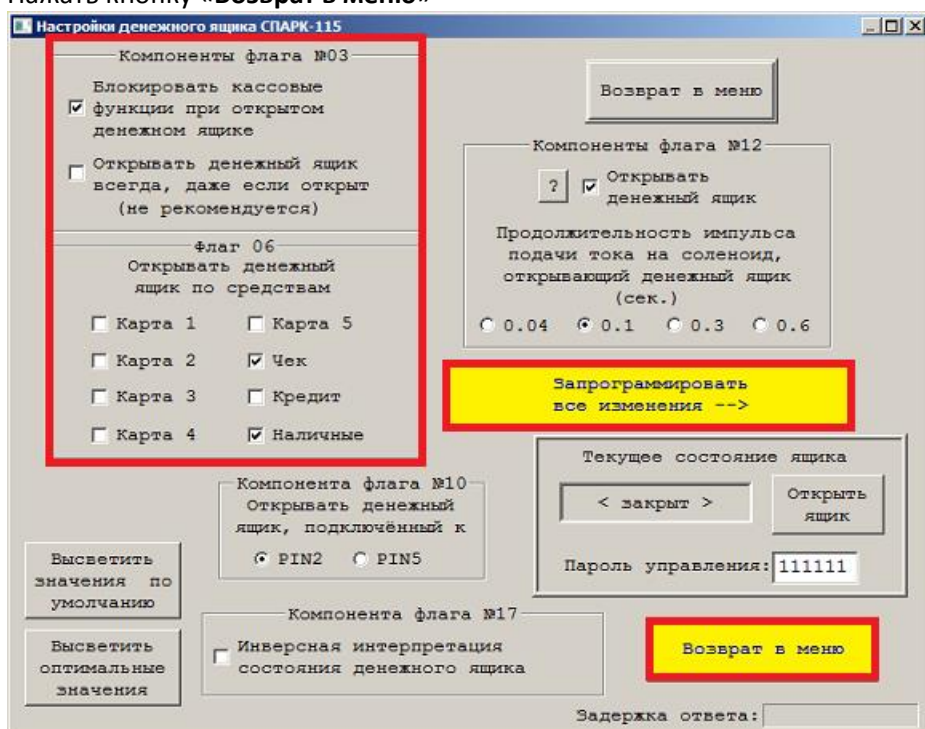 Нажать кнопку «Возврат в меню»
Настройки денежного ящика СПАРК-115
Компоненты флага №03
Блокировать кассовые
функции при открытом
денежном ящике
Открывать денежный ящик
всегда, даже если открыт
(не рекомендуется)
Флаг 06
Открывать денежный
ящик по средствам
Карта 1
Карта 5
Карта 2
Чек
Карта 3
Кредит
Карта 4
Наличные
Возврат в меню
Компоненты флага №12
?
Открывать
денежный ящик
Продолжительность импульса
подачи тока на соленоид,
открывающий денежный ящик
(сек.)
0.04 0.1 0.3 0.6
Запрограммировать
все изменения -->
Текущее состояние ящика
< закрыт >
Открыть
ящик
Пароль управления: 111111
Компонента флага №10
Открывать денежный
ящик, подключённый к
PIN2 PIN5
Высветить
значения по
умолчанию
Высветить
оптимальные
значения
Компонента флага №17
Инверсная интерпретация
состояния денежного ящика
Возврат в меню
Задержка ответа: